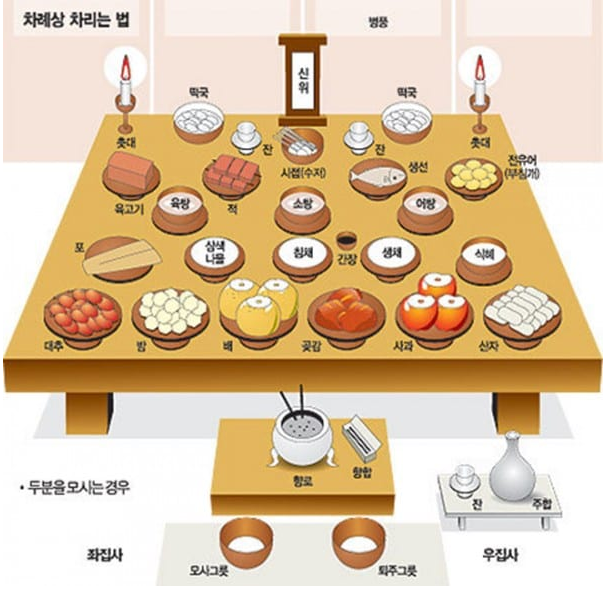 차례상 차리는 법
병풍
신위
떡국
떡국
촛대
잔
시접(수저)
잔
촛대
육고기
적
생선
전유어
(부침개)
육탕
소탕
어탕
포
삼색
나물
침채
간장
생채
식혜
대추
밤
배
곶감
사과
산자
향로
향합
• 두분을 모시는 경우
잔
주합
좌집사
모사그릇
퇴주그릇
우집사